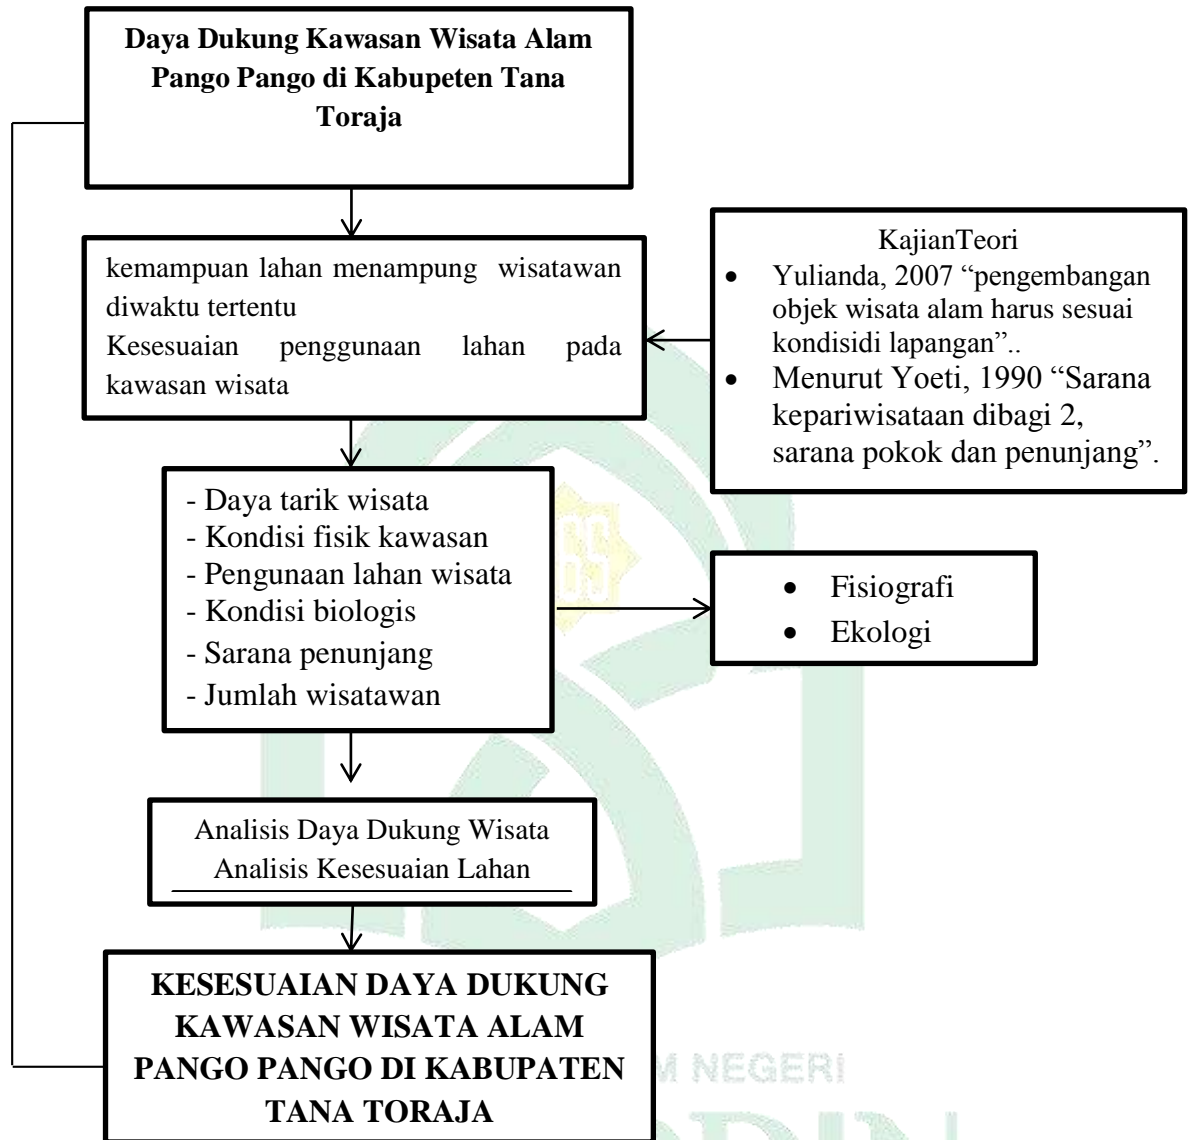 Daya Dukung Kawasan Wisata Alam
Pango Pango di Kabupeten Tana
Toraja
kemampuan lahan menampung wisatawan
diwaktu tertentu
Kesesuaian penggunaan lahan pada
kawasan wisata
KajianTeori
• Yulianda, 2007 “pengembangan
objek wisata alam harus sesuai
kondisidi lapangan”..
• Menurut Yoeti, 1990 “Sarana
kepariwisataan dibagi 2,
sarana pokok dan penunjang”.
- Daya tarik wisata
- Kondisi fisik kawasan
- Pengunaan lahan wisata
- Kondisi biologis
- Sarana penunjang
- Jumlah wisatawan
• Fisiografi
• Ekologi
Analisis Daya Dukung Wisata
Analisis Kesesuaian Lahan
KESESUAIAN DAYA DUKUNG
KAWASAN WISATA ALAM
PANGO PANGO DI KABUPATEN
TANA TORAJA
M NEGERI